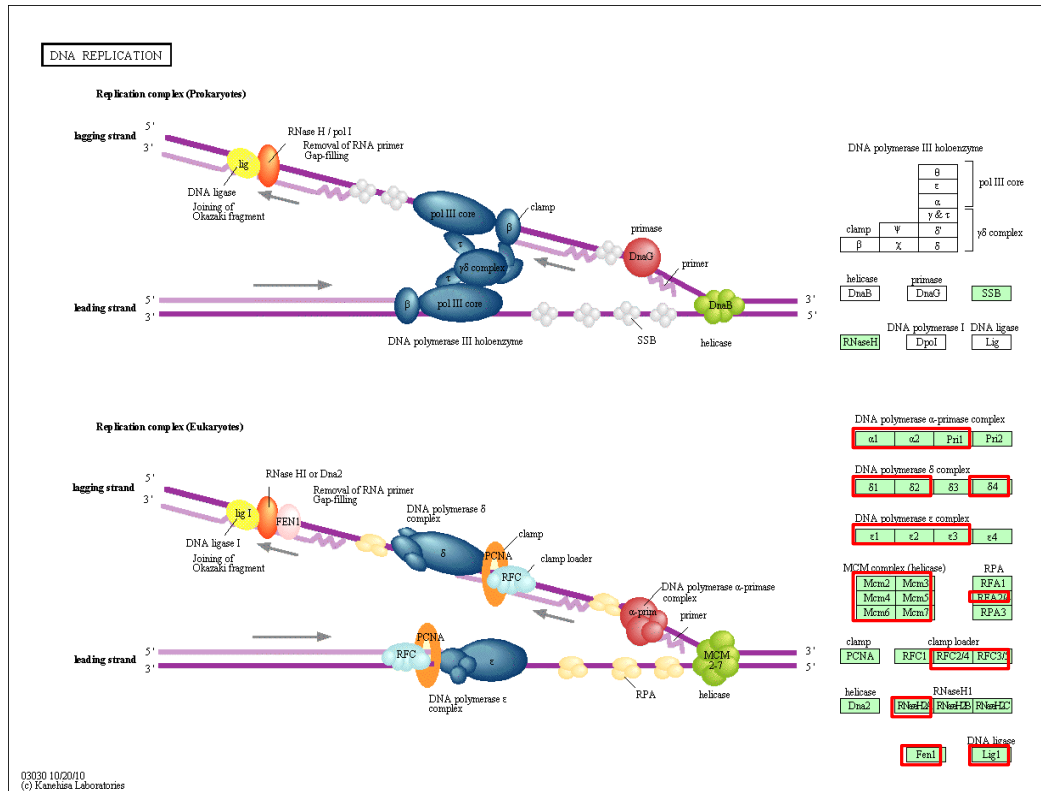 DNA REPLICATION
Replication complex (Prokaryotes)
lagging strand
5'
3'
lig
RNase H / pol I
Removal of RNA primer
Gap-filling
DNA ligase
Joining of
Okazaki fragment
pol III core
clamp
β
τ
γδ complex
τ
primase
DnaG
primer
DnaB
helicase
3'
5'
leading strand
5'
3'
β
pol III core
DNA polymerase III holoenzyme
SSB
DNA polymerase III holoenzyme
θ
ε
α
pol III core
γ & τ
γδ complex
clamp
ψ
δ'
β
χ
δ
helicase
primase
DnaB
DnaG
SSB
DNA polymerase I
DNA ligase
RNaseH
DpoI
Lig
Replication complex (Eukaryotes)
lagging strand
5'
3'
lig I
RNase HI or Dna2
FEN1
Removal of RNA primer
Gap-filling
DNA ligase I
Joining of
Okazaki fragment
DNA polymerase δ
complex
δ
clamp
PCNA
RFC
clamp loader
DNA polymerase α-primase
complex
α-prim
primer
MCM
2-7
helicase
3'
5'
leading strand
5'
3'
PCNA
RFC
ε
DNA polymerase ε
complex
RPA
DNA polymerase α-primase complex
α1
α2
Pri1
Pri2
DNA polymerase δ complex
δ1
δ2
δ3
δ4
DNA polymerase ε complex
ε1
ε2
ε3
ε4
MCM complex (helicase)
RPA
Mcm2
Mcm3
RFA1
Mcm4
Mcm5
RFA2/4
Mcm6
Mcm7
RPA3
clamp
clamp loader
PCNA
RFC1
RFC2/4
RFC3/5
helicase
RNaseH1
Dna2
RNaseH2A
RNaseH2B
RNaseH2C
DNA ligase
Fen1
Lig1
03030 10/20/10
(c) Kanehisa Laboratories